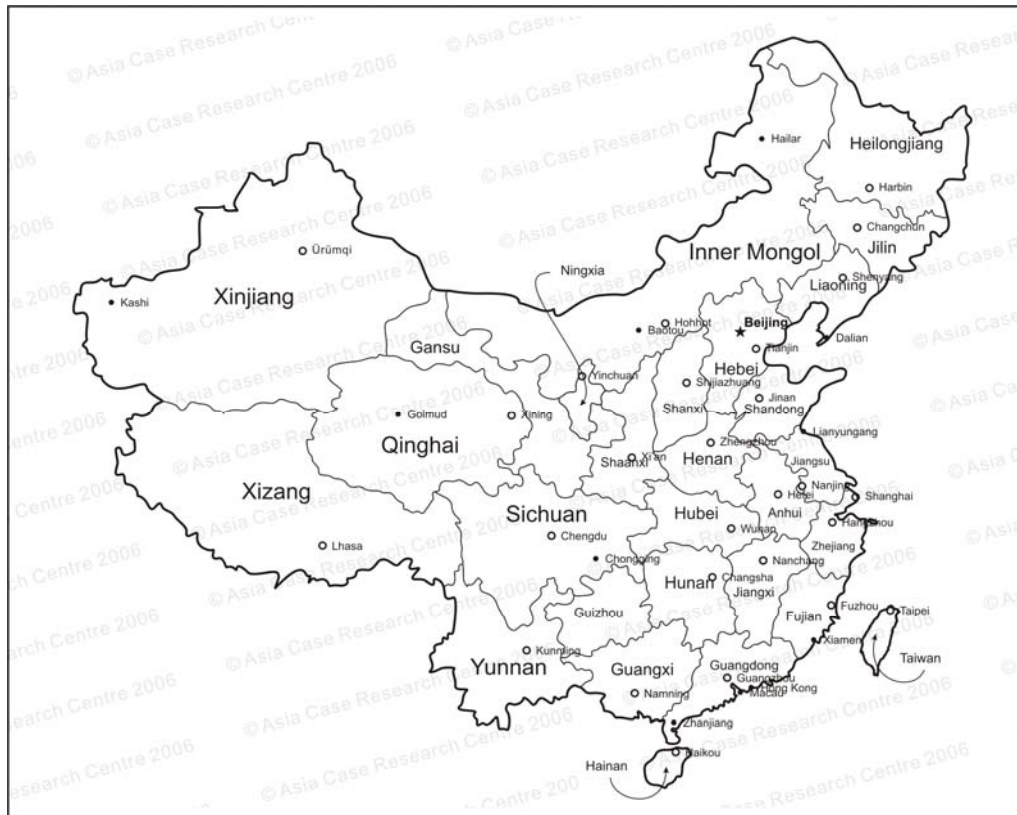 © Asia Case Research Centre 2006
Hailar
Heilongjiang
Harbin
Changchun
Jilin
Ürümqi
Inner Mongol
Ningxia
Shenyang
Liaoning
Xinjiang
Kashi
Hohhot
Beijing
Baotou
Dalian
Gansu
Tianjin
Hebei
Yinchuan
Shijiazhuang
Jinan
Shanxi
Shandong
Golmud
Xining
Lianyungang
Qinghai
Zhengzhou
Henan
Xi'an
Shaanxi
Jiangsu
Xizang
Nanjing
Hefei
Shanghai
Sichuan
Hubei
Anhui
Hangzhou
Wuhan
Chengdu
Zhejiang
Lhasa
Chongqing
Nanchang
Hunan
Changsha
Jiangxi
Guizhou
Fujian
Fuzhou
Taipei
Xiamen
Kunming
Taiwan
Yunnan
Guangxi
Guangdong
Guangzhou
Hong Kong
Macao
Namning
Zhanjiang
Haikou
Hainan